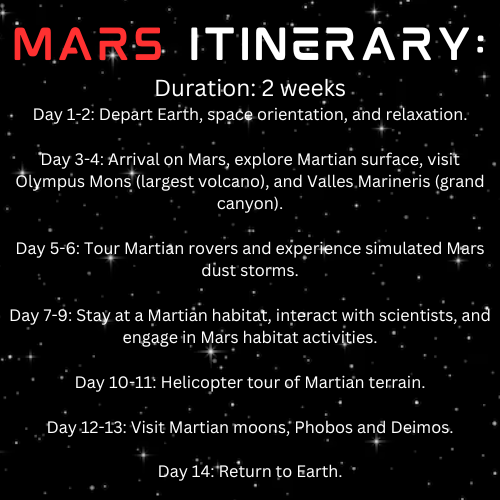 MARS ITINERARY:
Duration: 2 weeks
Day 1-2: Depart Earth, space orientation, and relaxation.
Day 3-4: Arrival on Mars, explore Martian surface, visit
Olympus Mons (largest volcano), and Valles Marineris (grand
canyon).
Day 5-6: Tour Martian rovers and experience simulated Mars
dust storms.
Day 7-9: Stay at a Martian habitat, interact with scientists, and
engage in Mars habitat activities.
Day 10-11: Helicopter tour of Martian terrain.
Day 12-13: Visit Martian moons, Phobos and Deimos.
Day 14: Return to Earth.